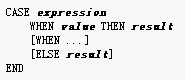 CASE expression
WHEN value THEN result
[WHEN ...]
[ELSE result]
END